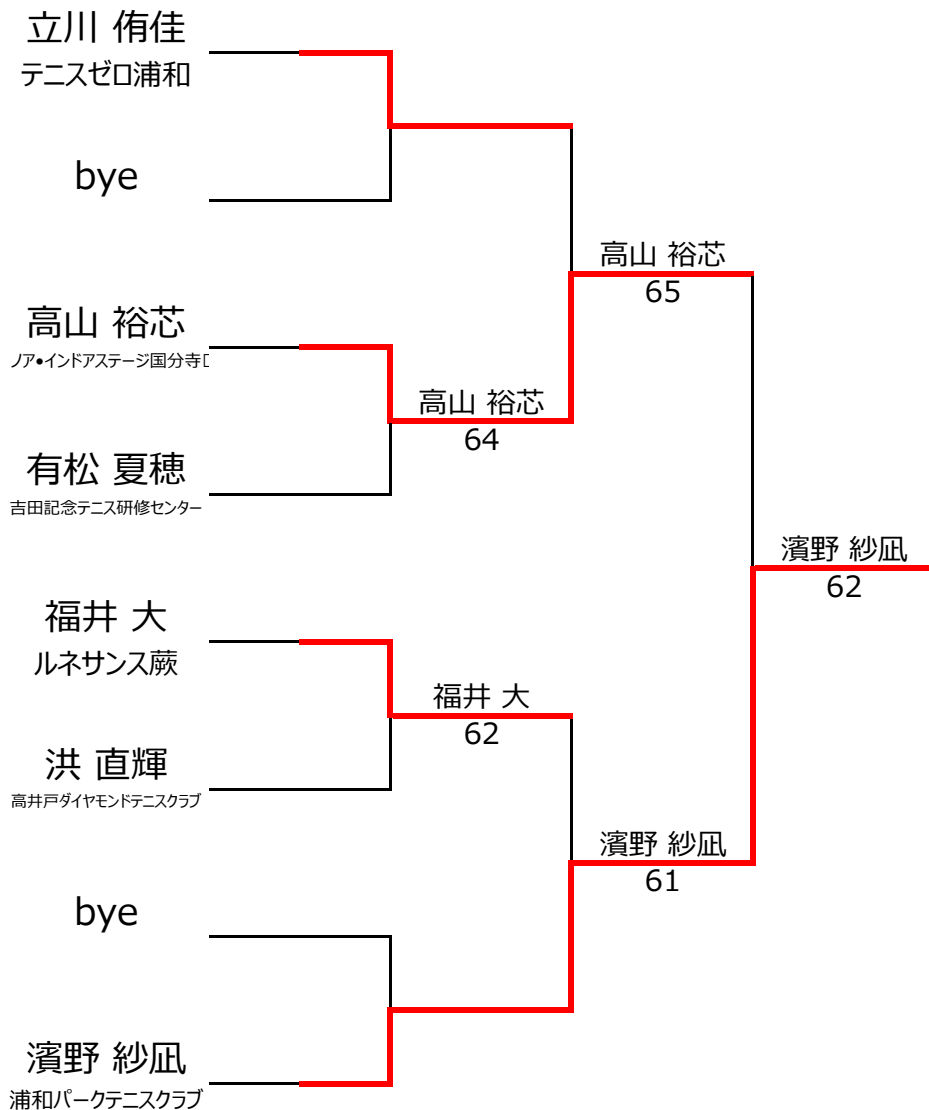 立川 侑佳
テニスゼロ浦和
bye
高山 裕芯
ノア●インドアステージ国分寺
有松 夏穂
吉田記念テニス研修センター
福井 大
ルネサンス蕨
洪 直輝
高井戸ダイヤモンドテニスクラブ
bye
濱野 紗凪
浦和パークテニスクラブ
高山 裕芯
64
福井 大
62
高山 裕芯
65
濱野 紗凪
61
濱野 紗凪
62